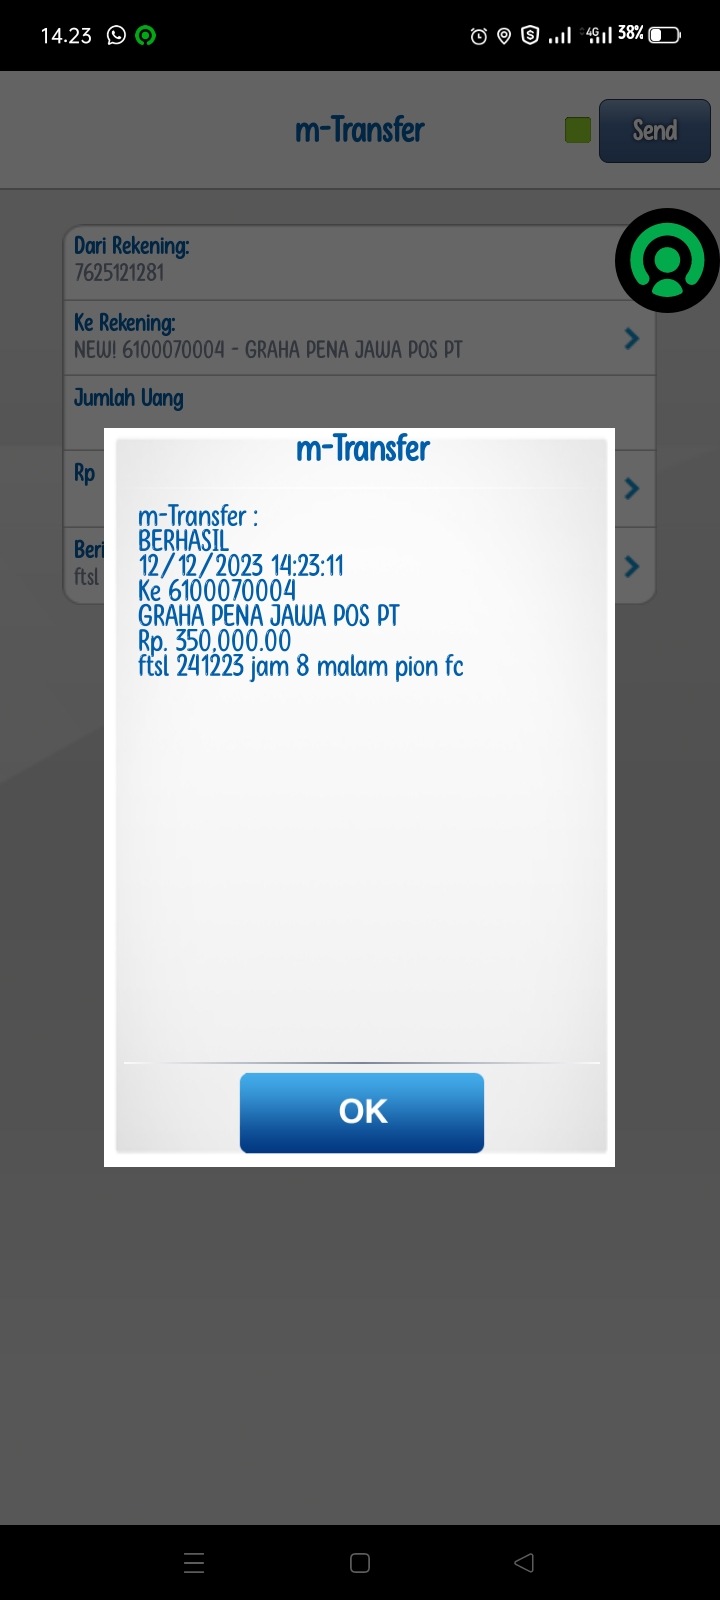 14.23
4G 38%
m-Transfer
Send
Dari Rekening:
7625121281
Ke Rekening:
NEW! 6100070004 - GRAHA PENA JAWA POS PT
Jumlah Uang
Rp
Beri
ftsl
m-Transfer
m-Transfer :
BERHASIL
12/12/2023 14:23:11
Ke 6100070004
GRAHA PENA JAWA POS PT
Rp. 350,000.00
ftsl 241223 jam 8 malam pion fc
OK